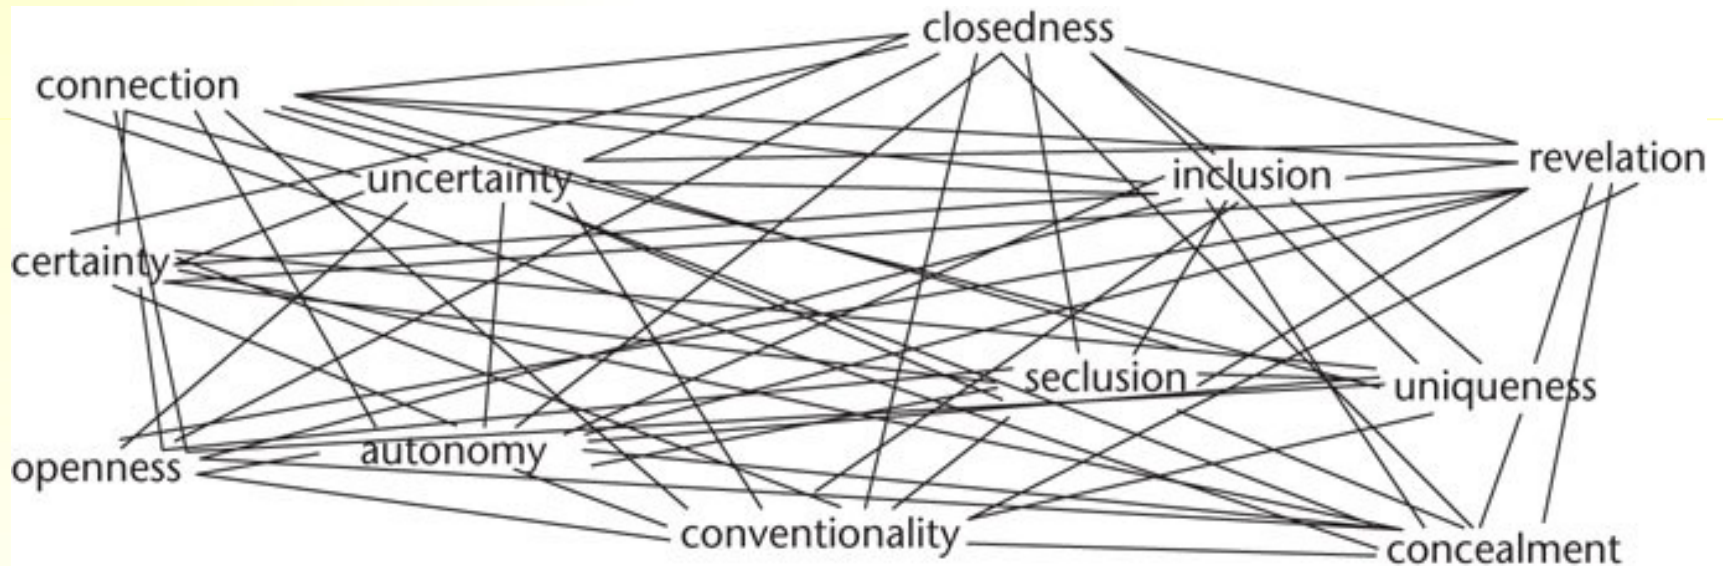 closedness
connection
revelation
inclusion
uncertainty
certainty
seclusion
uniqueness
autonomy
openness
conventionality
concealment